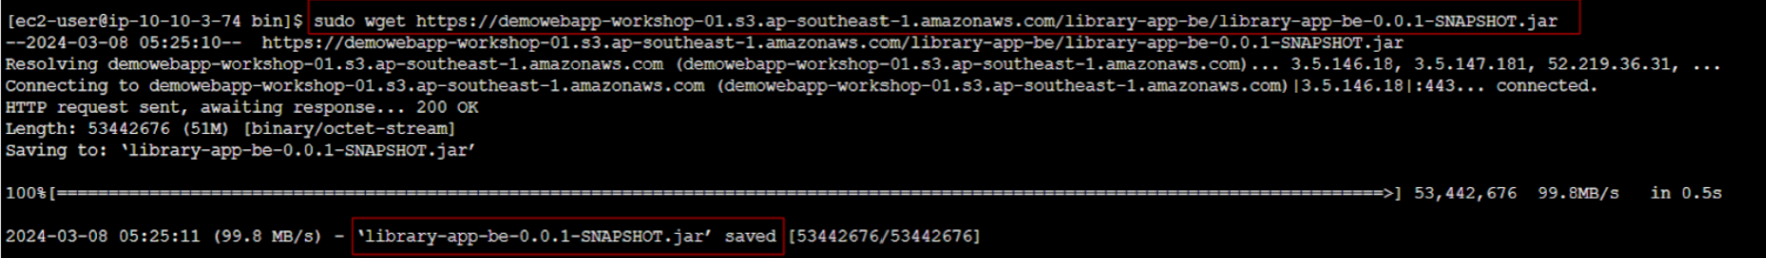 [ec2-user@ip-10-10-3-74 bin]$ sudo wget https://demowebapp-workshop-01.s3.ap-southeast-1.amazonaws.com/library-app-be/library-app-be-0.0.1-SNAPSHOT.jar
--2024-03-08 05:25:10--  https://demowebapp-workshop-01.s3.ap-southeast-1.amazonaws.com/library-app-be/library-app-be-0.0.1-SNAPSHOT.jar
Resolving demowebapp-workshop-01.s3.ap-southeast-1.amazonaws.com (demowebapp-workshop-01.s3.ap-southeast-1.amazonaws.com)... 3.5.146.18, 3.5.147.181, 52.219.36.31, ...
Connecting to demowebapp-workshop-01.s3.ap-southeast-1.amazonaws.com (demowebapp-workshop-01.s3.ap-southeast-1.amazonaws.com)|3.5.146.18|:443... connected.
HTTP request sent, awaiting response... 200 OK
Length: 53442676 (51M) [binary/octet-stream]
Saving to: ‘library-app-be-0.0.1-SNAPSHOT.jar’
100%[=====================================================================================================================================>] 53,442,676  99.8MB/s   in 0.5s
2024-03-08 05:25:11 (99.8 MB/s) - ‘library-app-be-0.0.1-SNAPSHOT.jar’ saved [53442676/53442676]